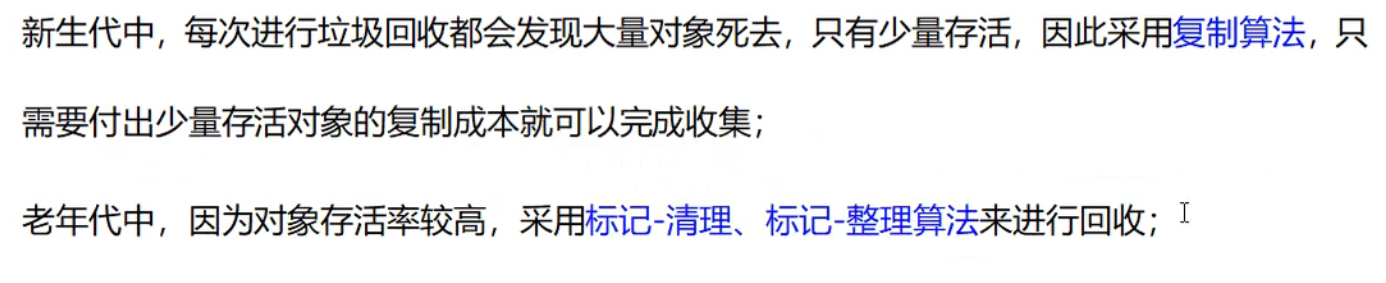 新生代中，每次进行垃圾回收都会发现大量对象死去，只有少量存活，因此采用复制算法，只
需要付出少量存活对象的复制成本就可以完成收集；
老年代中，因为对象存活率较高，采用标记-清理、标记-整理算法来进行回收；